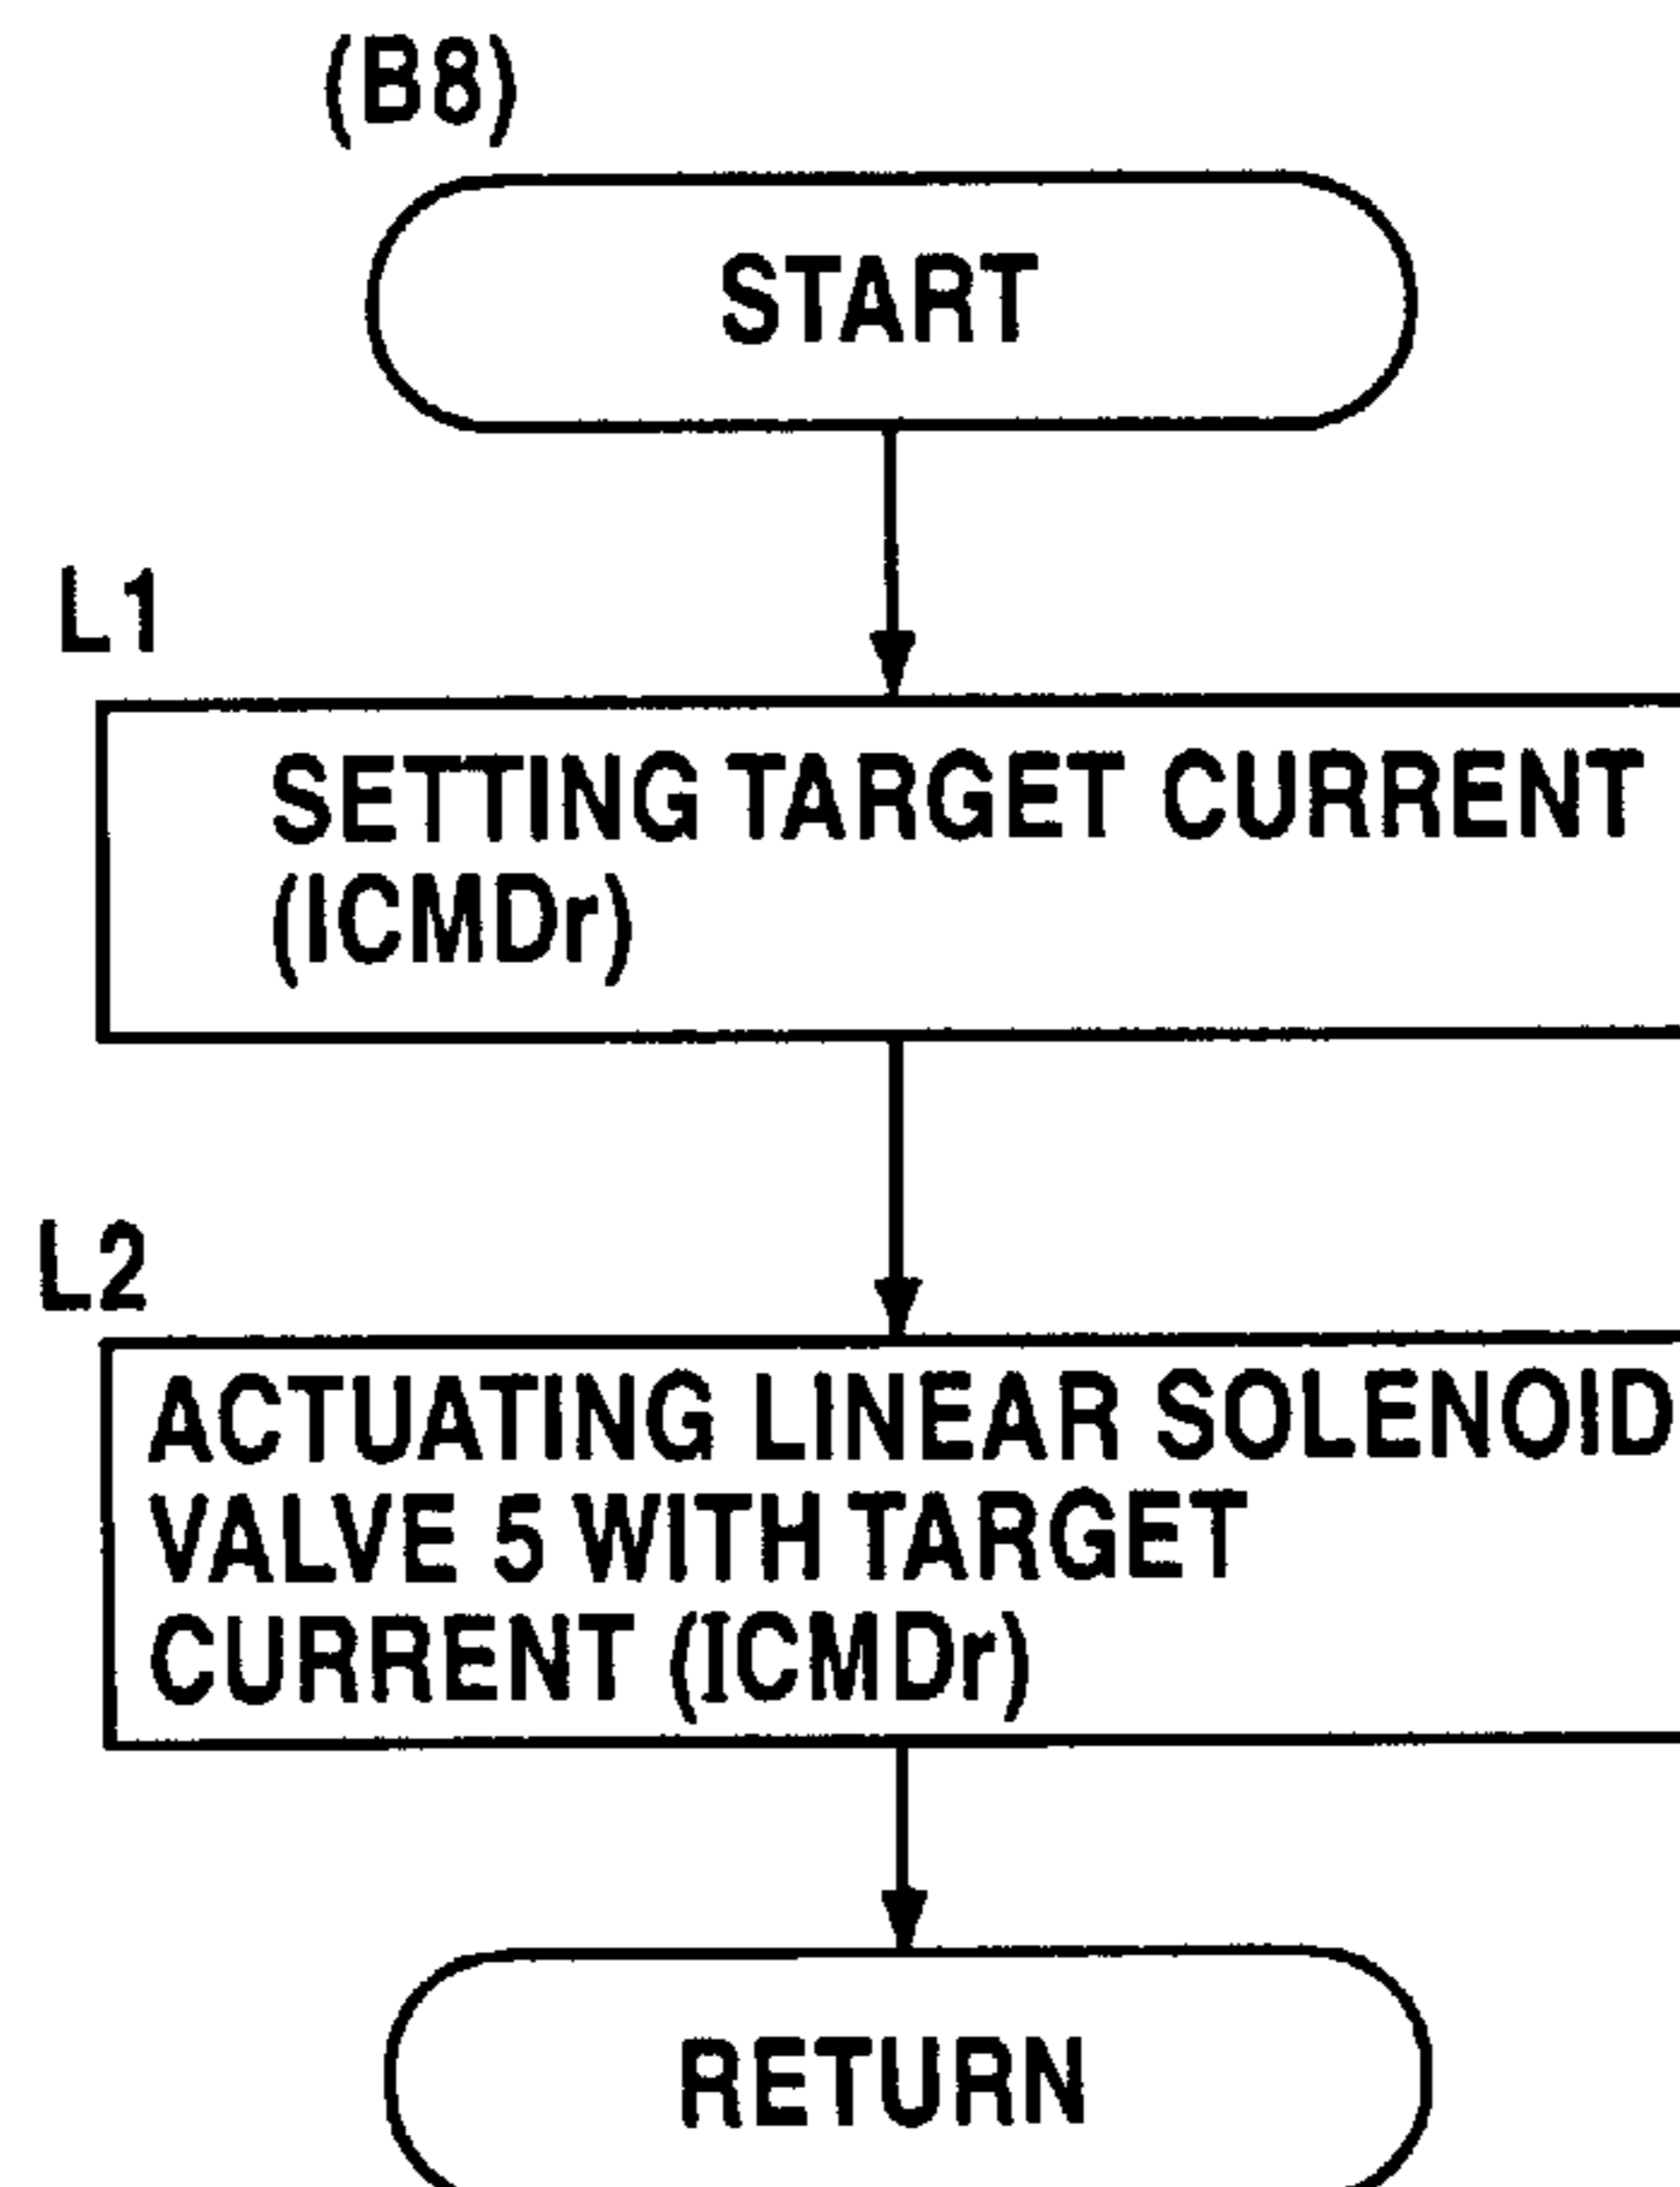 (B8)
START
L1
SETTING TARGET CURRENT
(ICMDr)
L2
ACTUATING LINEAR SOLENOID
VALVE 5 WITH TARGET
CURRENT (ICMDr)
RETURN